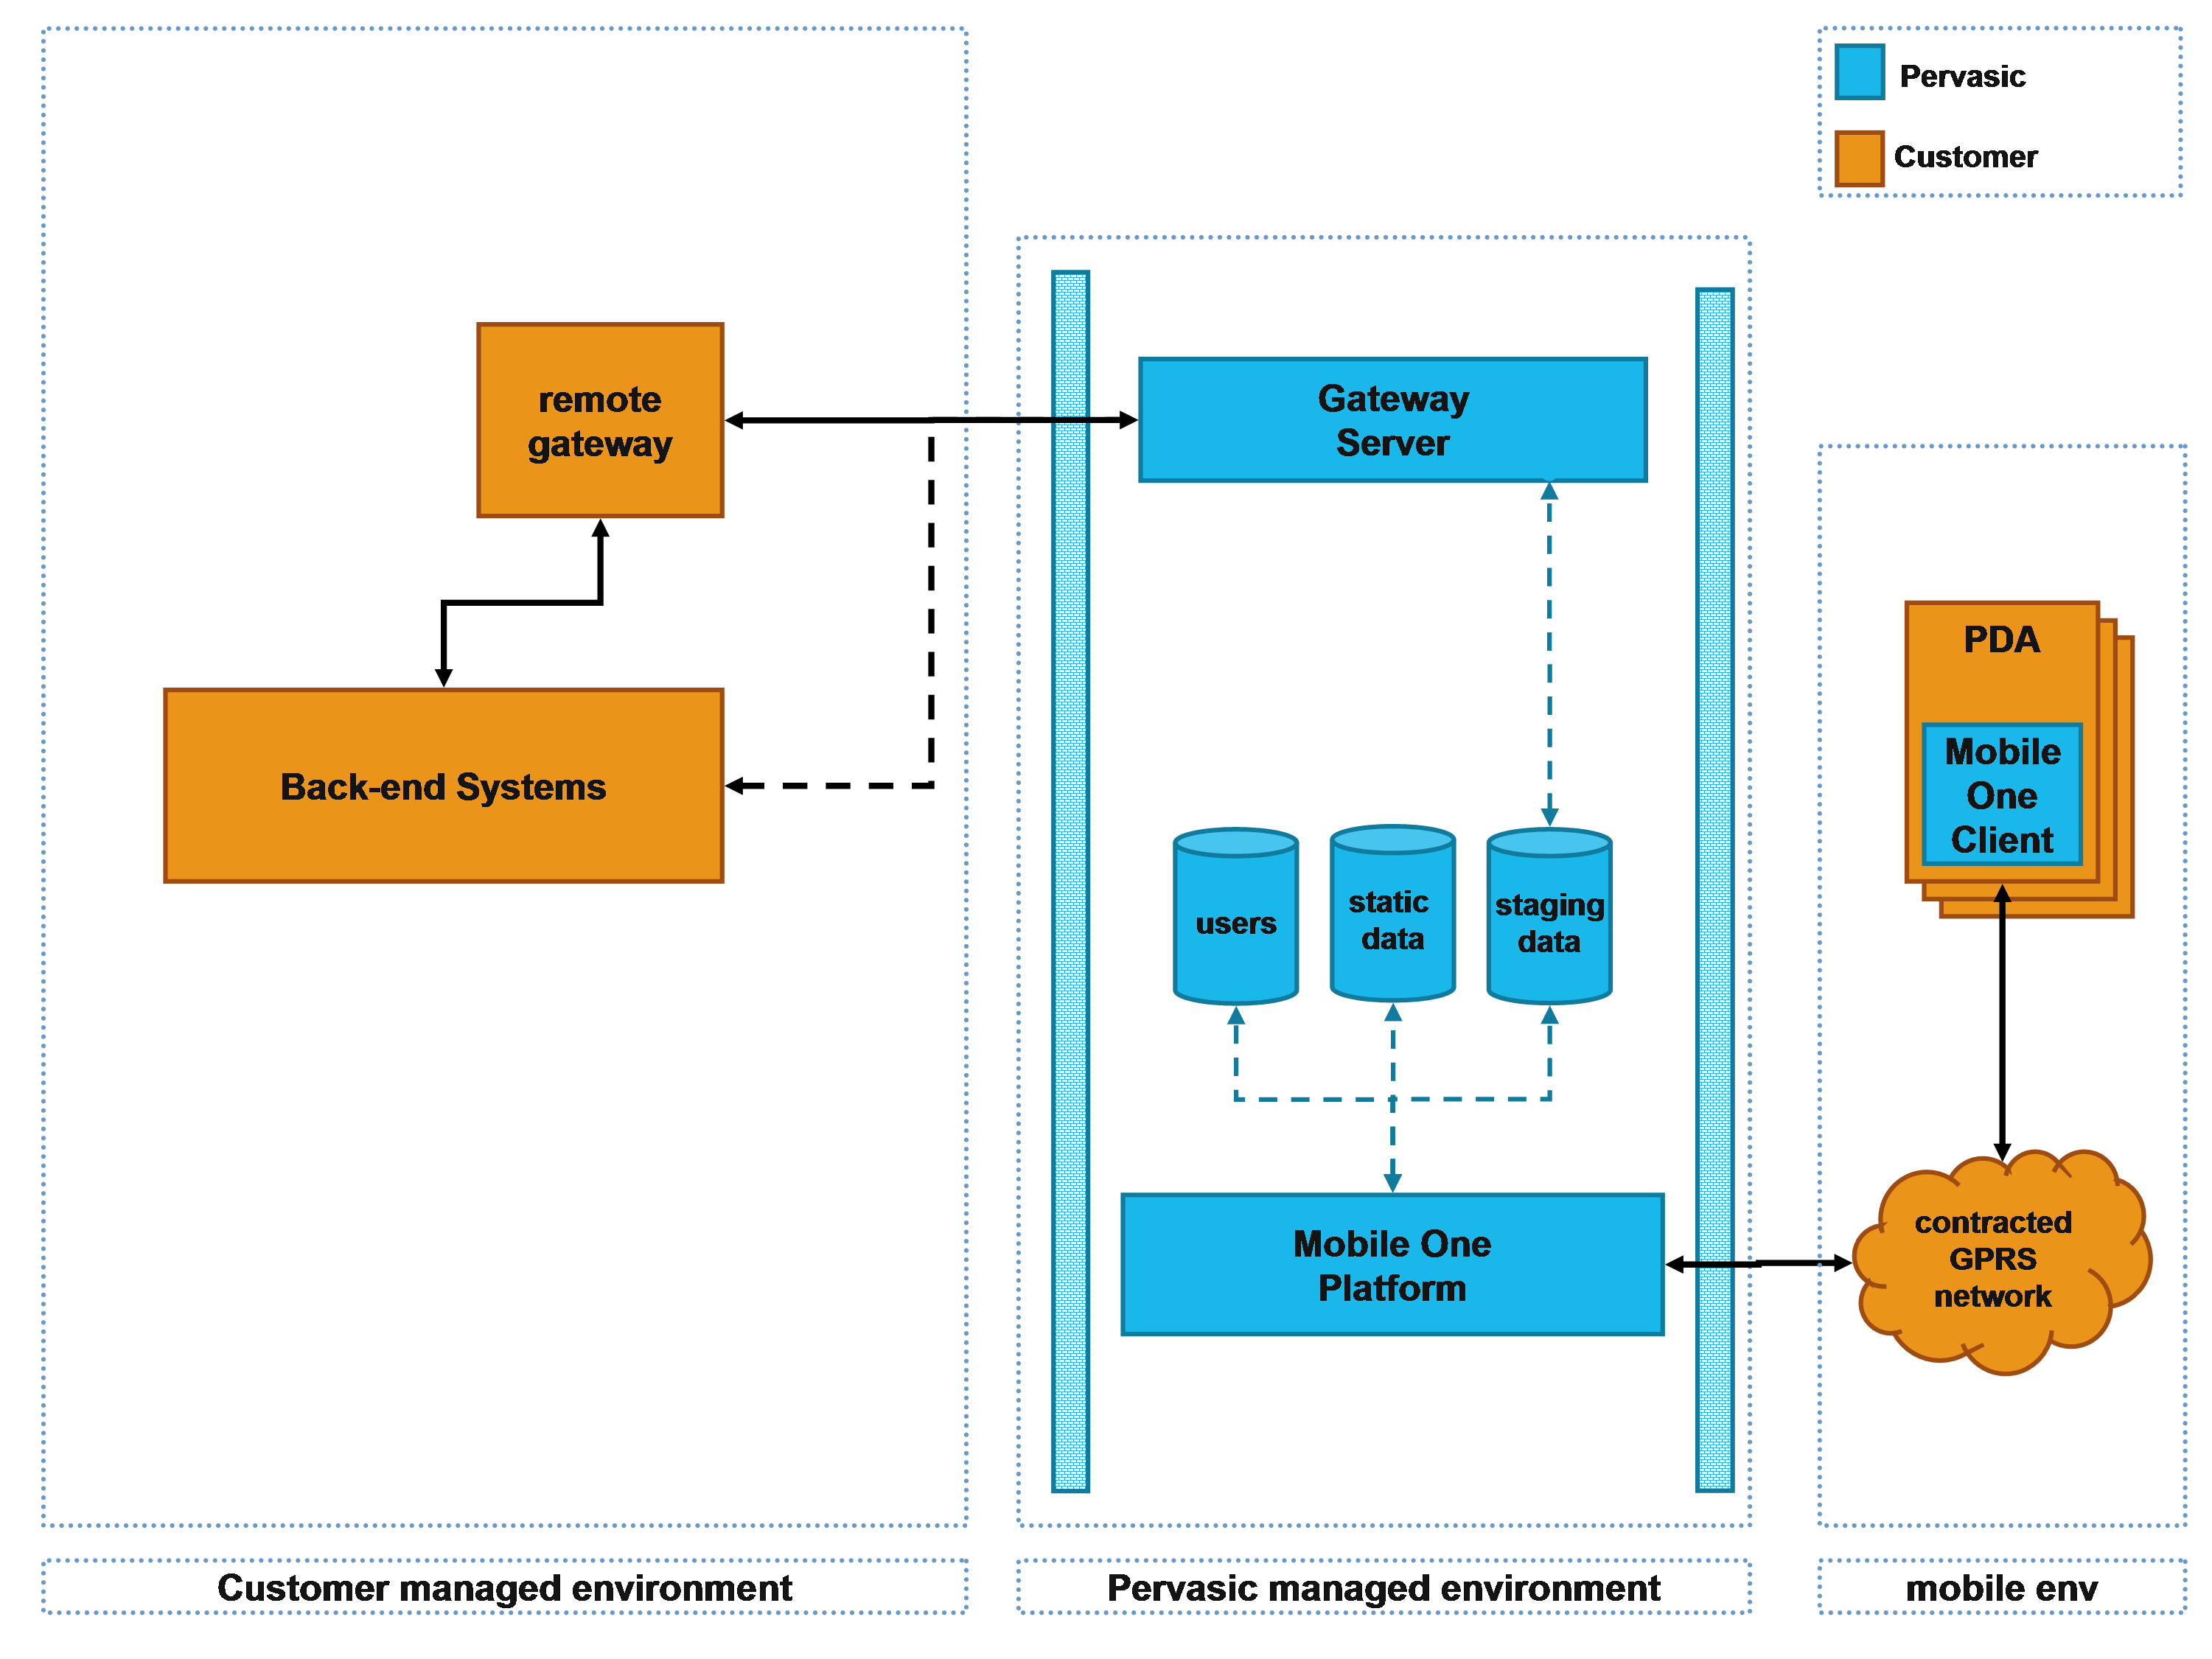 Pervasic
Customer
remote
gateway
Gateway
Server
PDA
Mobile
One
Client
Back-end Systems
users
static
data
staging
data
Mobile One
Platform
contracted
GPRS
network
Customer managed environment
Pervasic managed environment
mobile env